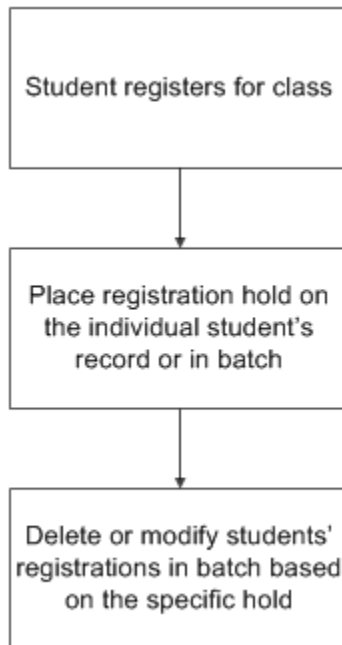 Student registers for class
Place registration hold on
the individual student's
record or in batch
Delete or modify students'
registrations in batch based
on the specific hold